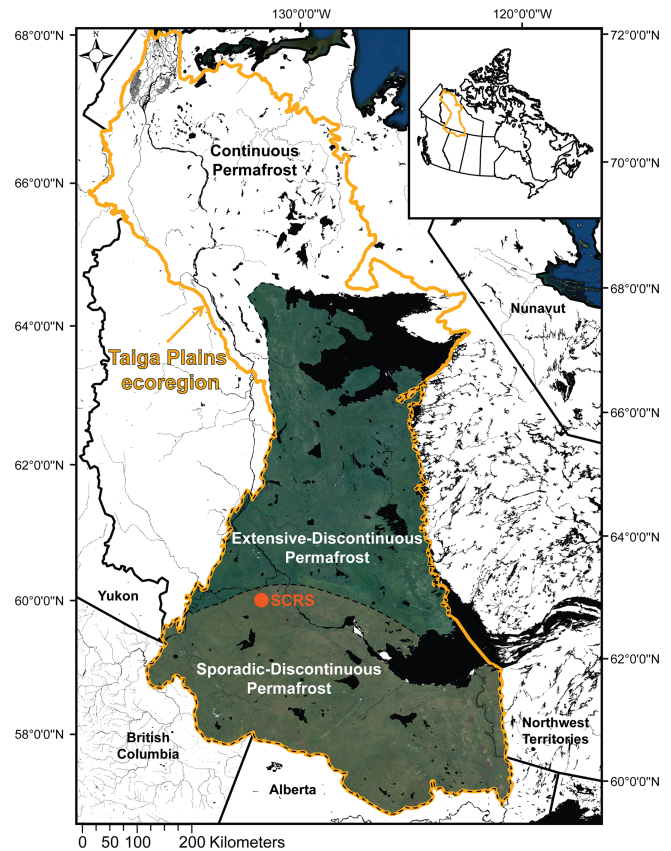 130°0'0"W
120°0'0"W
68°0'0"N
72°0'0"N
Continuous
Permafrost
70°0'0"N
66°0'0"N
68°0'0"N
Nunavut
64°0'0"N
Taiga Plains
ecoregion
66°0'0"N
62°0'0"N
Extensive-Discontinuous
Permafrost
64°0'0"N
Yukon
60°0'0"N
SCRS
62°0'0"N
Sporadic-Discontinuous
Permafrost
Northwest
Territories
58°0'0"N
British
Columbia
Alberta
60°0'0"N
0 50 100 200 Kilometers